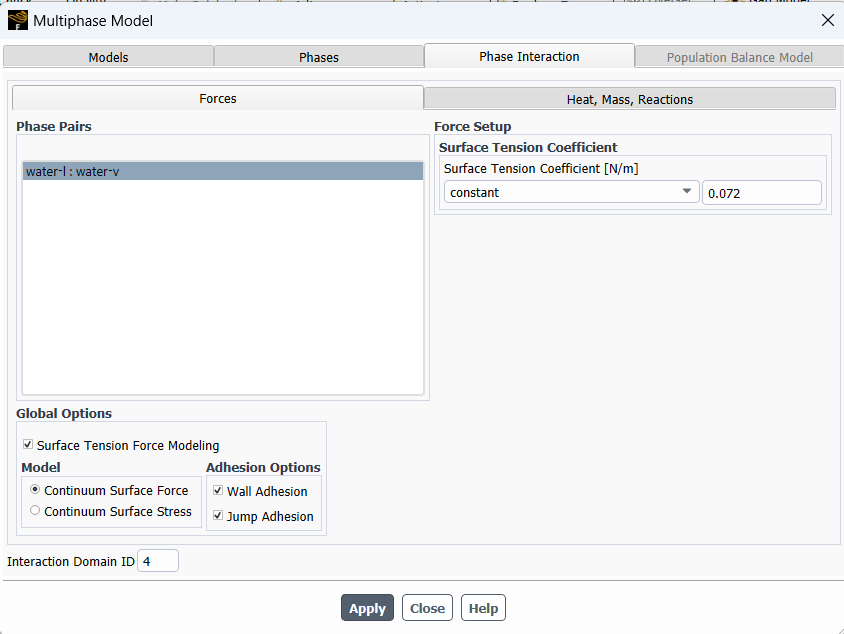 Multiphase Model
Models
Phases
Phase Interaction
Population Balance Model
Forces
Heat, Mass, Reactions
Phase Pairs
water-l : water-v
Force Setup
Surface Tension Coefficient
Surface Tension Coefficient [N/m]
constant
0.072
Global Options
Surface Tension Force Modeling
Model
Continuum Surface Force
Continuum Surface Stress
Adhesion Options
Wall Adhesion
Jump Adhesion
Interaction Domain ID 4
Apply
Close
Help